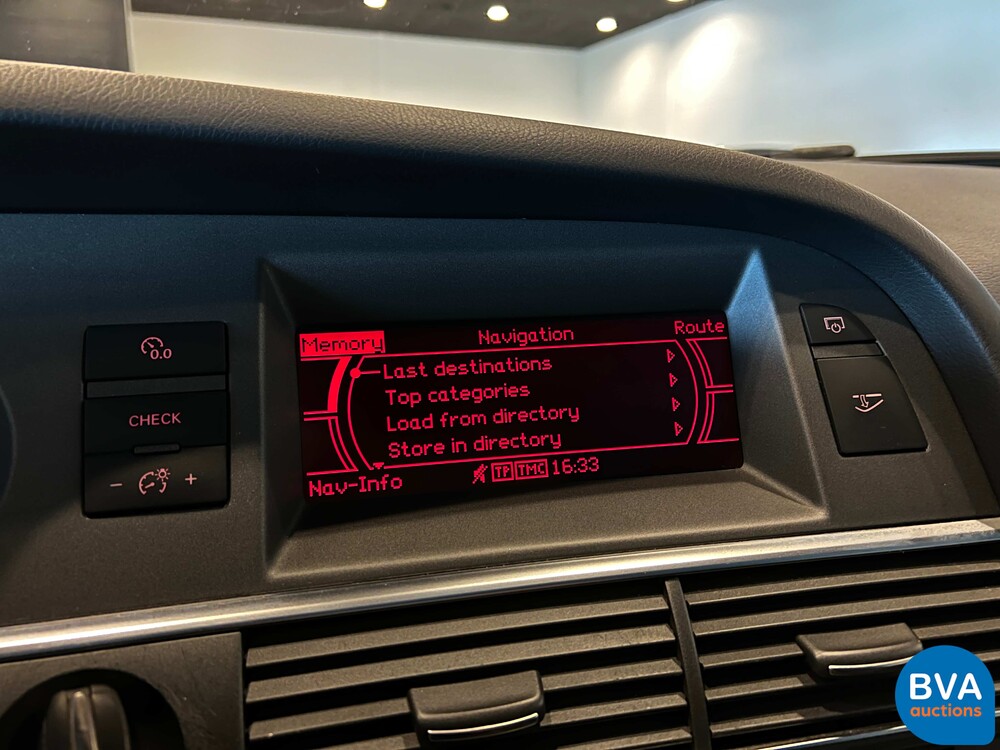 0.0
CHECK
- +
Memory Navigation Route
Last destinations
Top categories
Load from directory
Store in directory
Nav-Info TP TMC 16:33
BVA
auctions